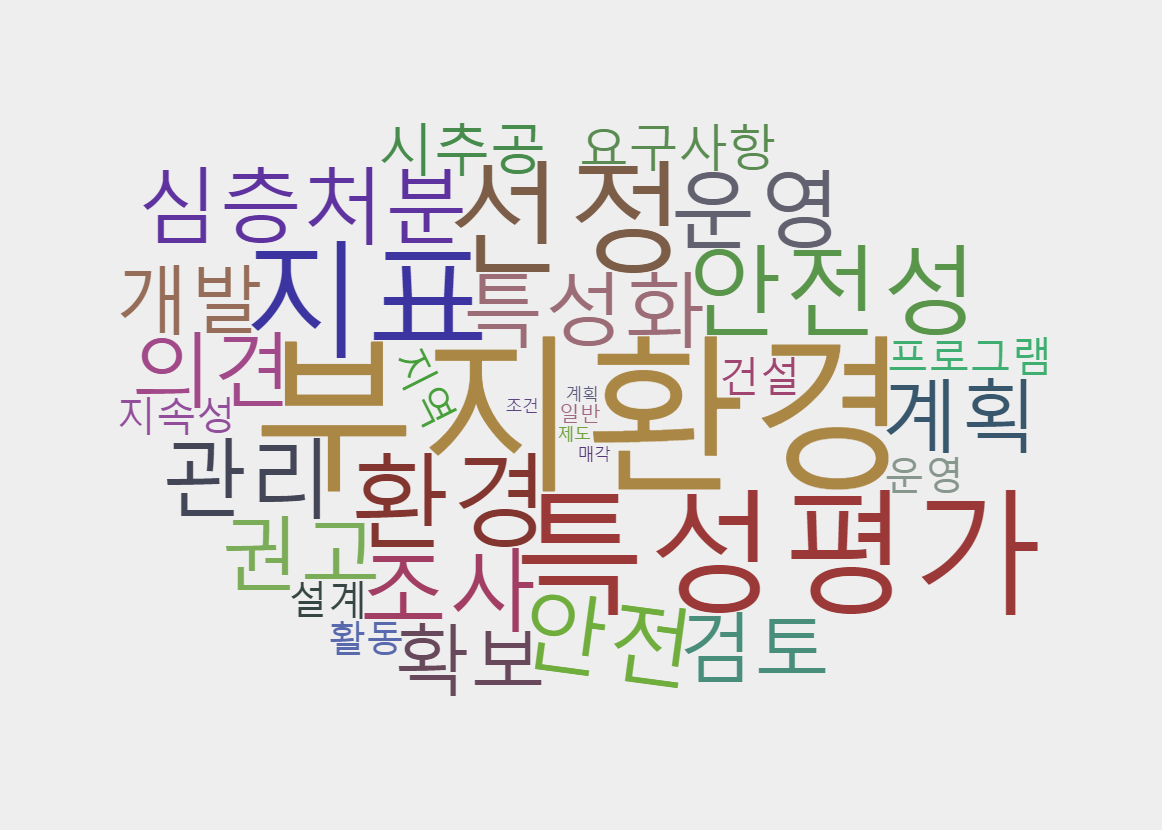 시추공
요구사항
심층처분
선정
운영
개발
지표
특성화
안전성
의견
부지환경
지역
건설
프로그램
계획
일반
조건
제도
매각
계획
지속성
관리
환경
운영
특성평가
권고
조사
설계
활동
확보
안전
검토